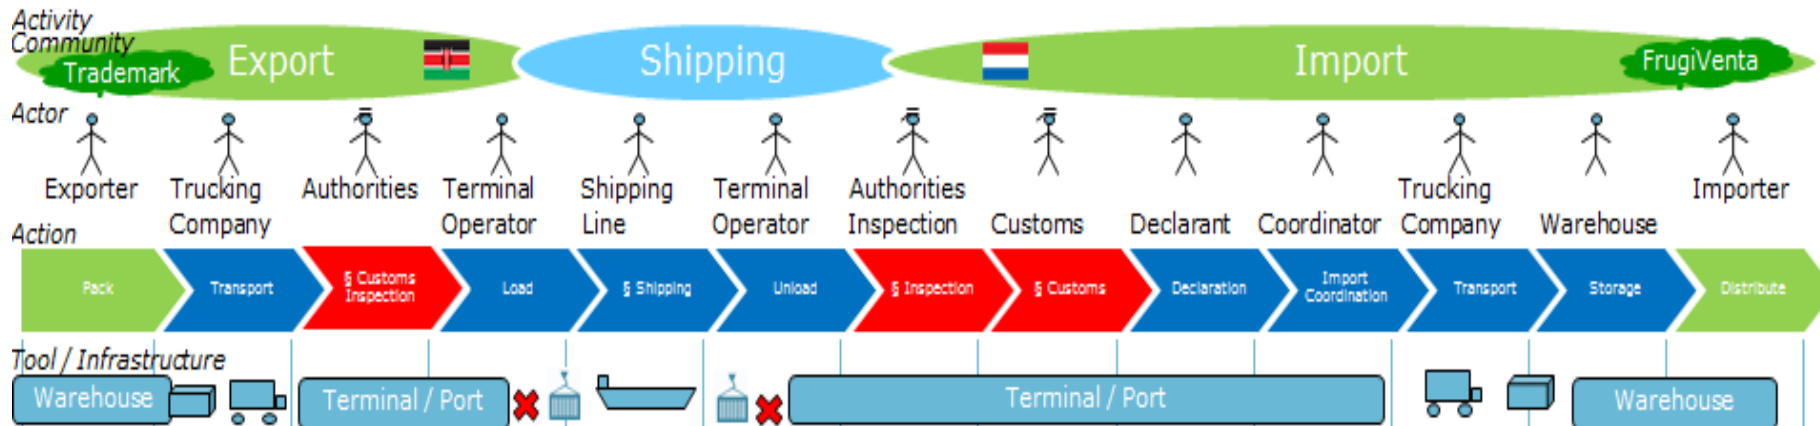 Activity
Community
Trademark
Export
Shipping
Import
FrugiVenta
Actor
Exporter
Trucking
Company
Authorities
Terminal
Operator
Shipping
Line
Terminal
Operator
Authorities
Inspection
Customs
Declarant
Coordinator
Trucking
Company
Warehouse
Importer
Action
Pack
Transport
§ Customs
Inspection
Load
§ Shipping
Unload
§ Inspection
§ Customs
Declaration
Import
Coordination
Transport
Storage
Distribute
Tool / Infrastructure
Warehouse
Terminal / Port
Terminal / Port
Warehouse